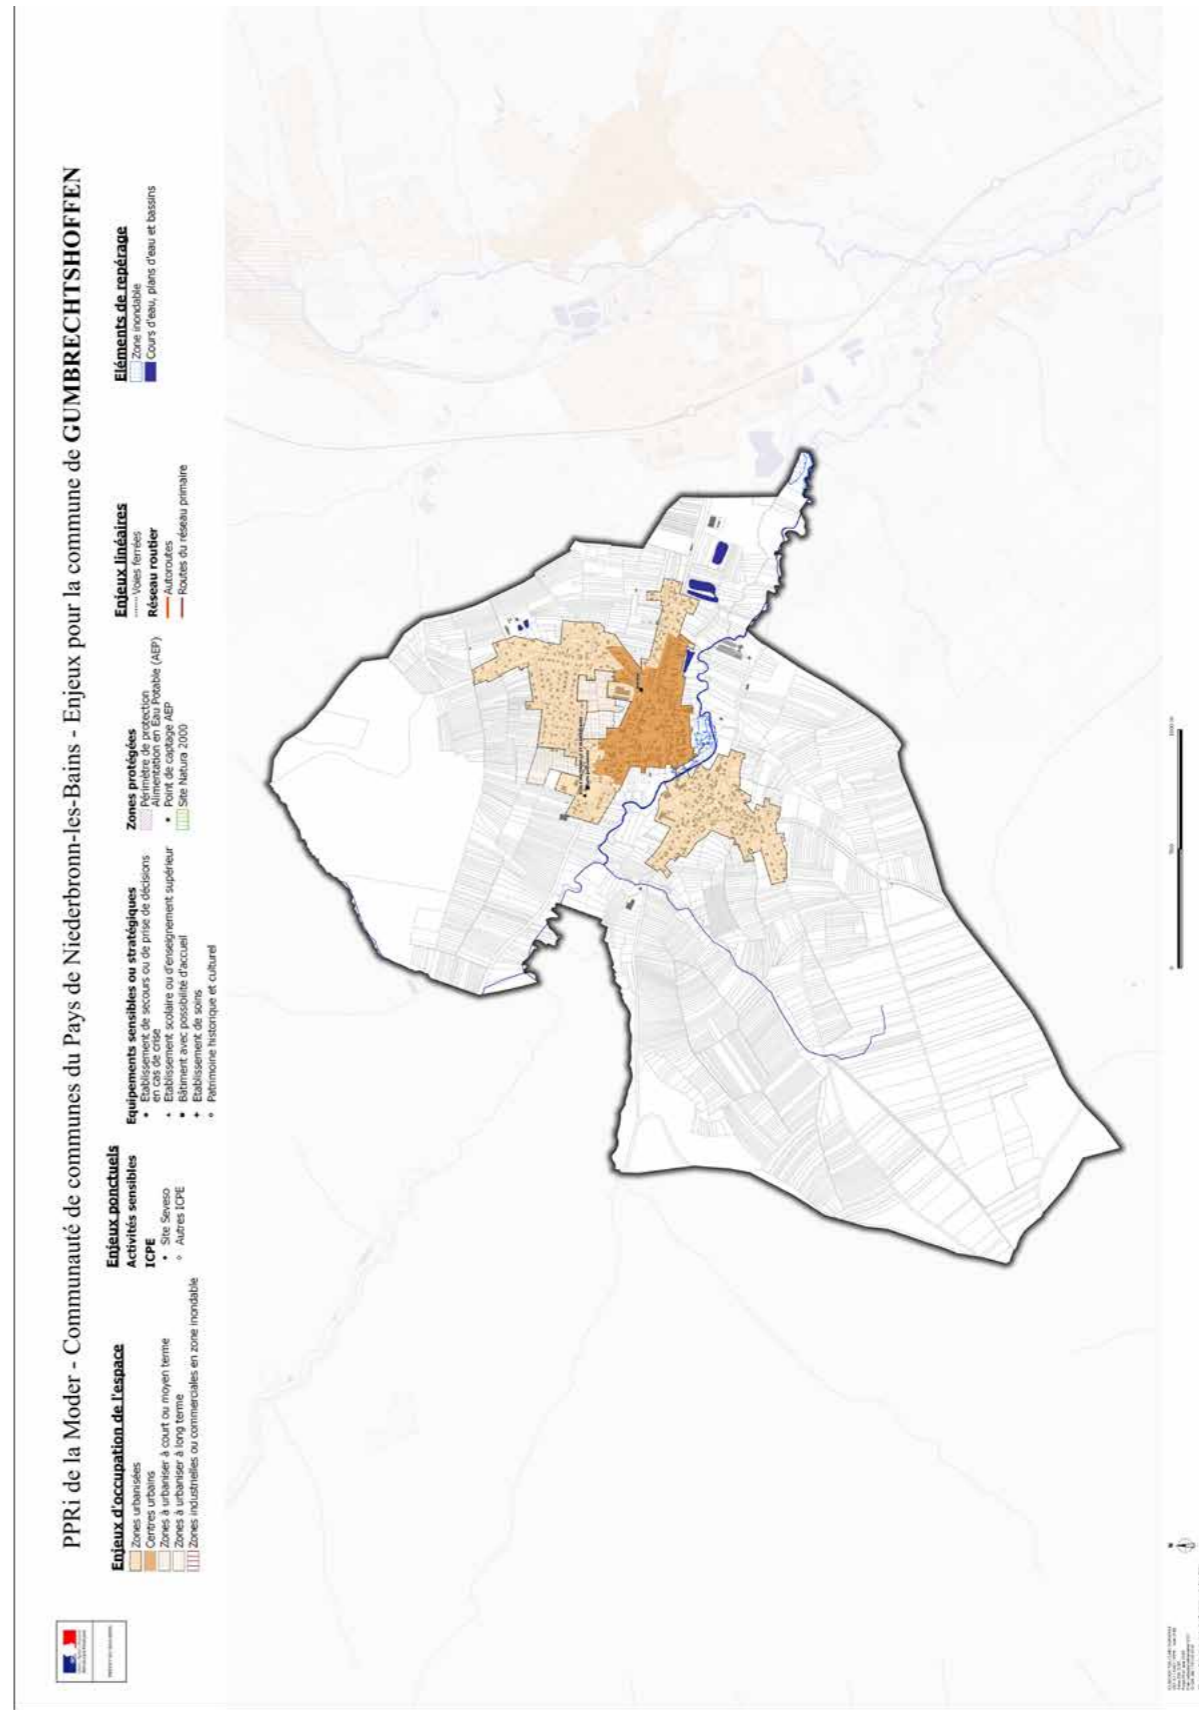 PPRi de la Moder - Communauté de communes du Pays de Niederbronn-les-Bains - Enjeux pour la commune de GUMBRECHTSHOFFEN
Enjeux d'occupation de l'espace
Zones urbanisées
Centres urbains
Zones à urbaniser à court ou moyen terme
Zones à urbaniser à long terme
Zones industrielles ou commerciales en zone inondable
Enjeux ponctuels
Activités sensibles
ICPE
Site Seveso
Autres ICPE
Equipements sensibles ou stratégiques
Etablissement de secours ou de prise de décisions
en cas de crise
Etablissement scolaire ou d'enseignement supérieur
Bâtiment avec possibilité d'accueil
Etablissement de soins
Patrimoine historique et culturel
Zones protégées
Périmètre de protection
Alimentation en Eau Potable (AEP)
Point de captage AEP
Site Natura 2000
Enjeux linéaires
Voies ferrées
Réseau routier
Autoroutes
Routes du réseau primaire
Eléments de repérage
Zone inondable
Cours d'eau, plans d'eau et bassins
N